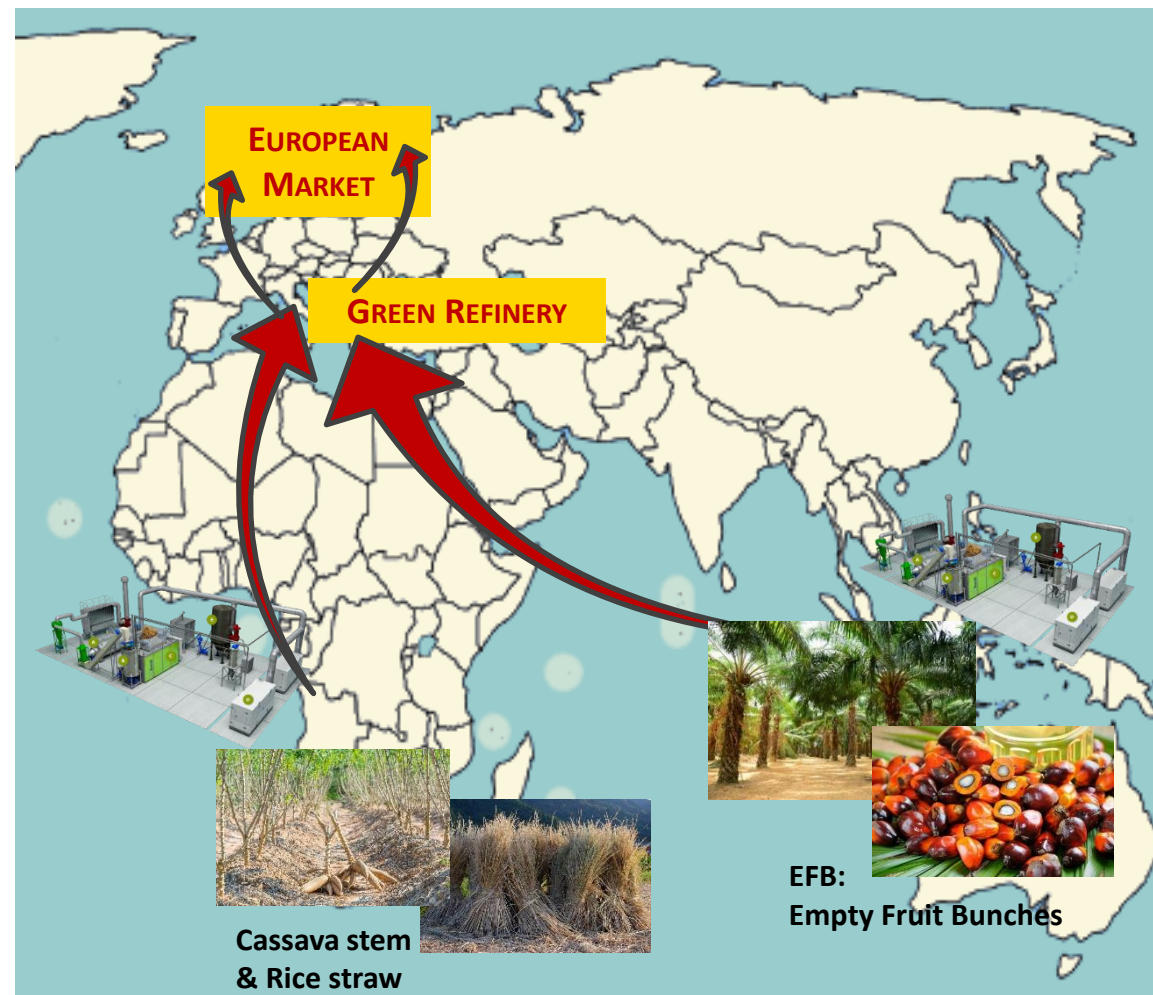 EUROPEAN
MARKET
GREEN REFINERY
EFB:
Empty Fruit Bunches
Cassava stem
& Rice straw